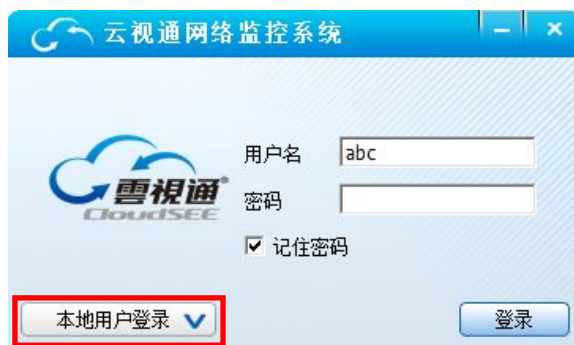 云视通网络监控系统
雲視通®
CloudSEE
用户名 abc
密码
记住密码
本地用户登录
登录